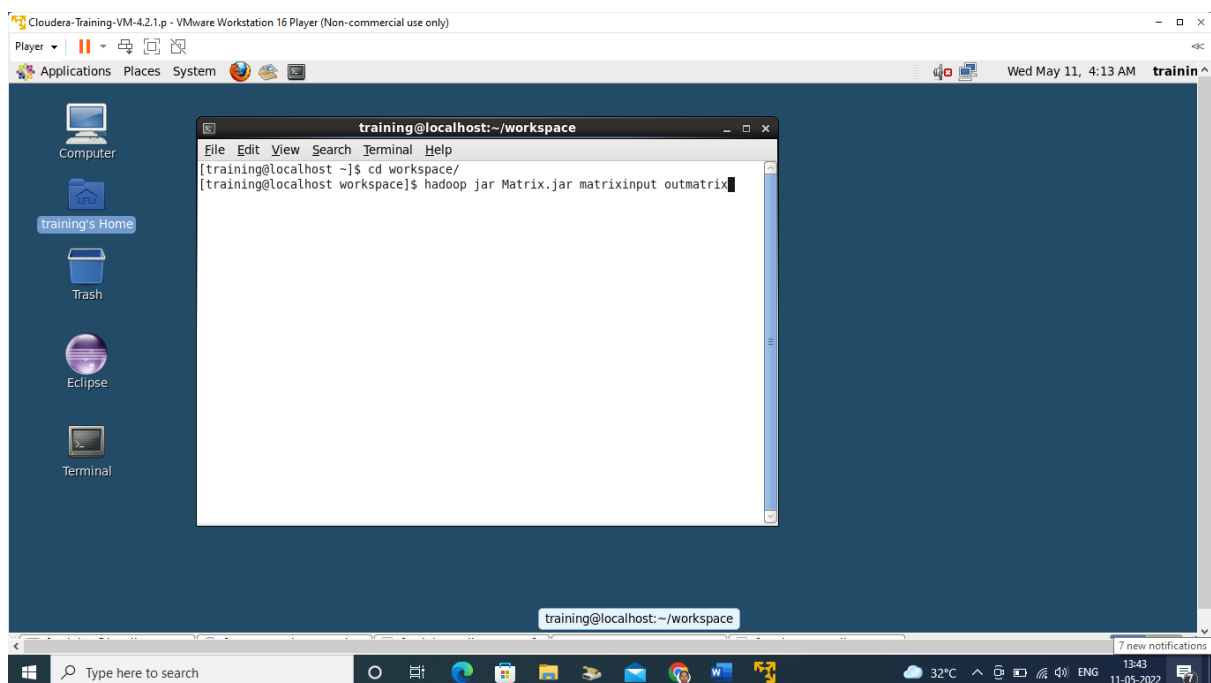 Cloudera-Training-VM-4.2.1.p - VMware Workstation 16 Player (Non-commercial use only)
Player
Applications Places System Wed May 11, 4:13 AM trainin
Computer
training's Home
Trash
Eclipse
Terminal
training@localhost:~/workspace
File Edit View Search Terminal Help
[training@localhost ~]$ cd workspace/
[training@localhost workspace]$ hadoop jar Matrix.jar matrixinput outmatrix
training@localhost:~/workspace
7 new notifications
Type here to search
32°C ENG 13:43
11-05-2022
7